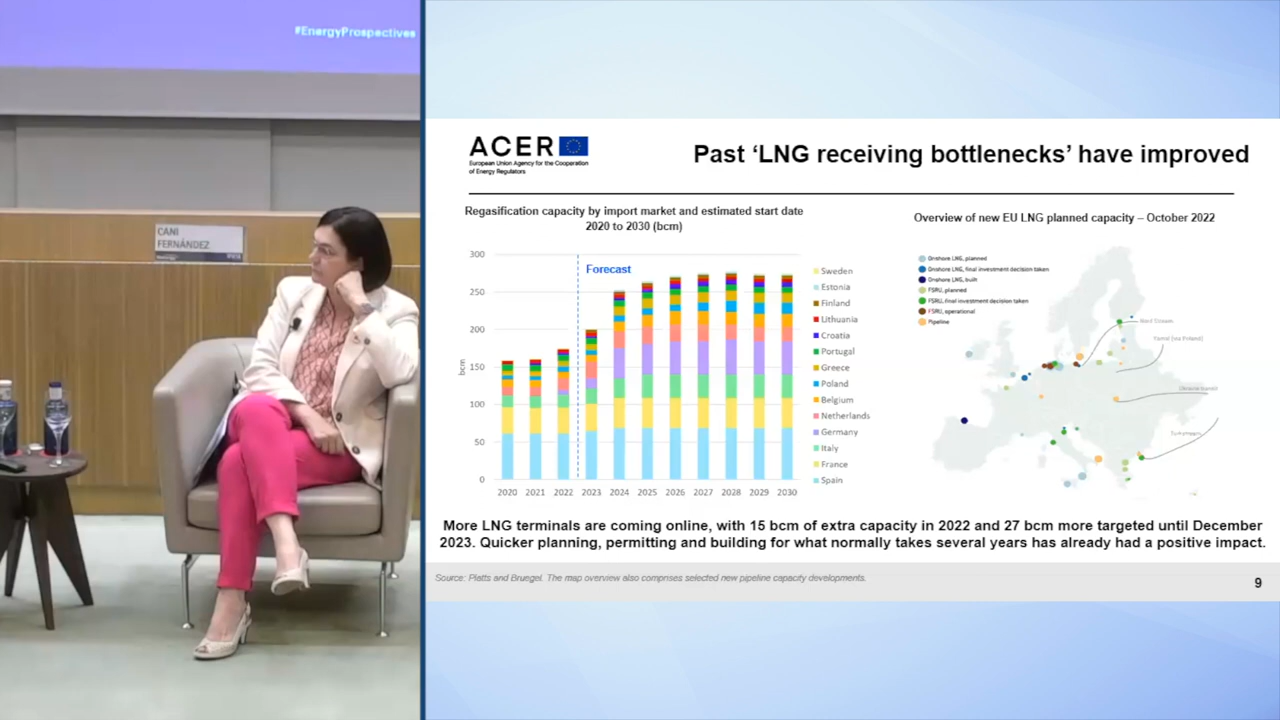 #EnergyProspectives
CANI
FERNÁNDEZ
ACER
European Union Agency for the Cooperation
of Energy Regulators
Past ‘LNG receiving bottlenecks’ have improved
Regasification capacity by import market and estimated start date
2020 to 2030 (bcm)
300
250
200
150
100
50
0
bcm
Forecast
2020 2021 2022 2023 2024 2025 2026 2027 2028 2029 2030
Sweden
Estonia
Finland
Lithuania
Croatia
Portugal
Greece
Poland
Belgium
Netherlands
Germany
Italy
France
Spain
Overview of new EU LNG planned capacity – October 2022
Onshore LNG, planned
Onshore LNG, final investment decision taken
Onshore LNG, built
FSRU, planned
FSRU, final investment decision taken
FSRU, operational
Pipeline
Nord Stream
Yamal (via Poland)
Ukraine transit
More LNG terminals are coming online, with 15 bcm of extra capacity in 2022 and 27 bcm more targeted until December
2023. Quicker planning, permitting and building for what normally takes several years has already had a positive impact.
Source: Platts and Bruegel. The map overview also comprises selected new pipeline capacity developments.
9